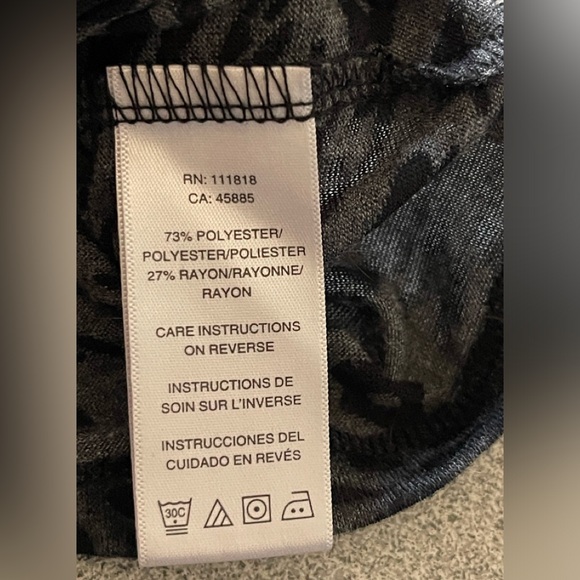 RN: 111818
CA: 45885
73% POLYESTER/
POLYESTER/POLIESTER
27% RAYON/RAYONNE/
RAYON
CARE INSTRUCTIONS
ON REVERSE
INSTRUCTIONS DE
SOIN SUR L'INVERSE
INSTRUCCIONES DEL
CUIDADO EN REVÉS
30C